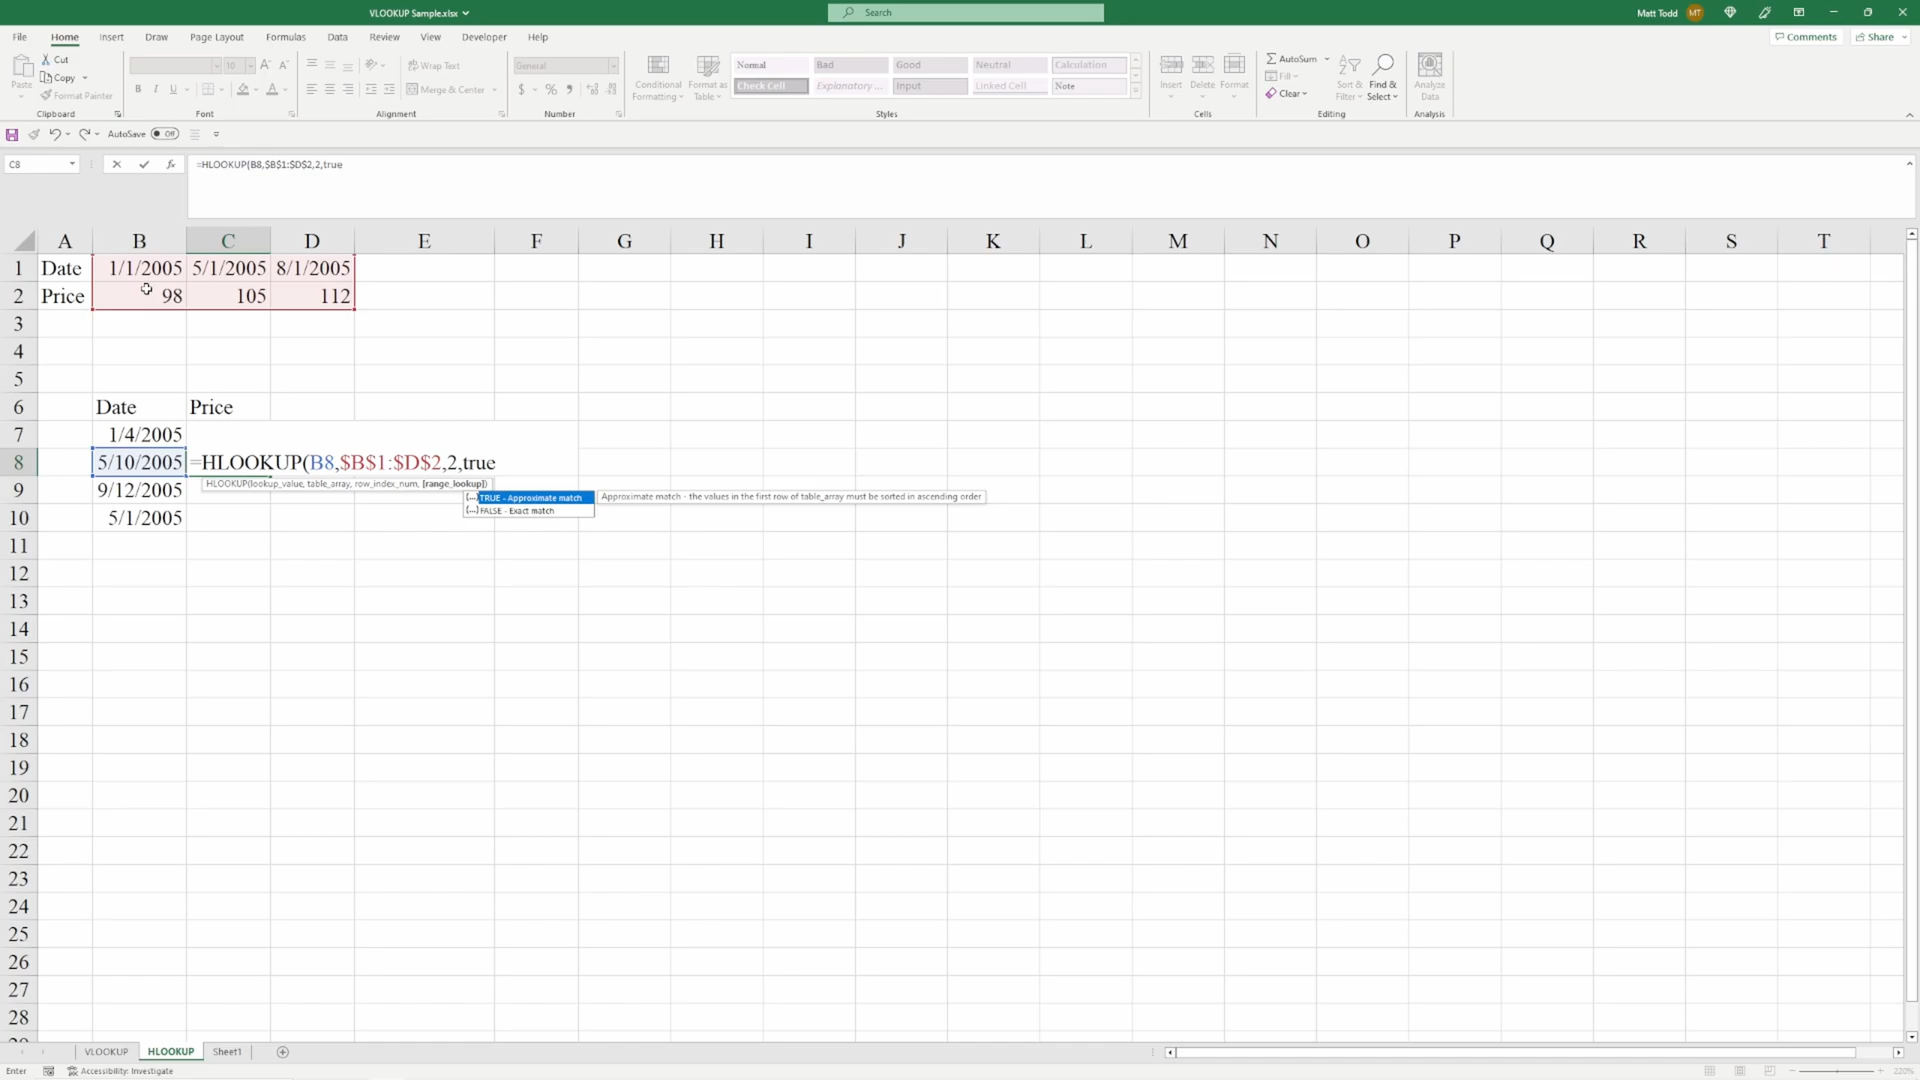 VLOOKUP Sample.xlsx
Search
Matt Todd MT
File Home Insert Draw Page Layout Formulas Data Review View Developer Help Comments Share
Paste Cut Copy Format Painter Clipboard
10 A A B I U A Font
Wrap Text Merge & Center Alignment
General $ % Number
Conditional Formatting Format as Table
Normal Bad Good Neutral Calculation
Check Cell Explanatory ... Input Linked Cell Note
Styles
Insert Delete Format Cells
AutoSum Fill Clear Sort & Filter Find & Select Editing
Analyze Data Analysis
AutoSave Off
C8 fx =HLOOKUP(B8,$B$1:$D$2,2,true
A B C D E F G H I J K L M N O P Q R S T
1 Date 1/1/2005 5/1/2005 8/1/2005
2 Price 98 105 112
3
4
5
6 Date Price
7 1/4/2005
8 5/10/2005 =HLOOKUP(B8,$B$1:$D$2,2,true
HLOOKUP(lookup_value, table_array, row_index_num, [range_lookup])
9 9/12/2005
(...) TRUE - Approximate match Approximate match - the values in the first row of table_array must be sorted in ascending order
(...) FALSE - Exact match
10 5/1/2005
11
12
13
14
15
16
17
18
19
20
21
22
23
24
25
26
27
28
VLOOKUP HLOOKUP Sheet1
Enter Accessibility: Investigate 220%